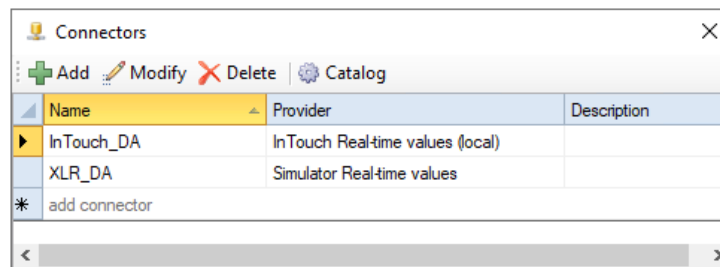 Connectors
Add Modify Delete Catalog
Name Provider Description
InTouch_DA InTouch Real-time values (local)
XLR_DA Simulator Real-time values
add connector